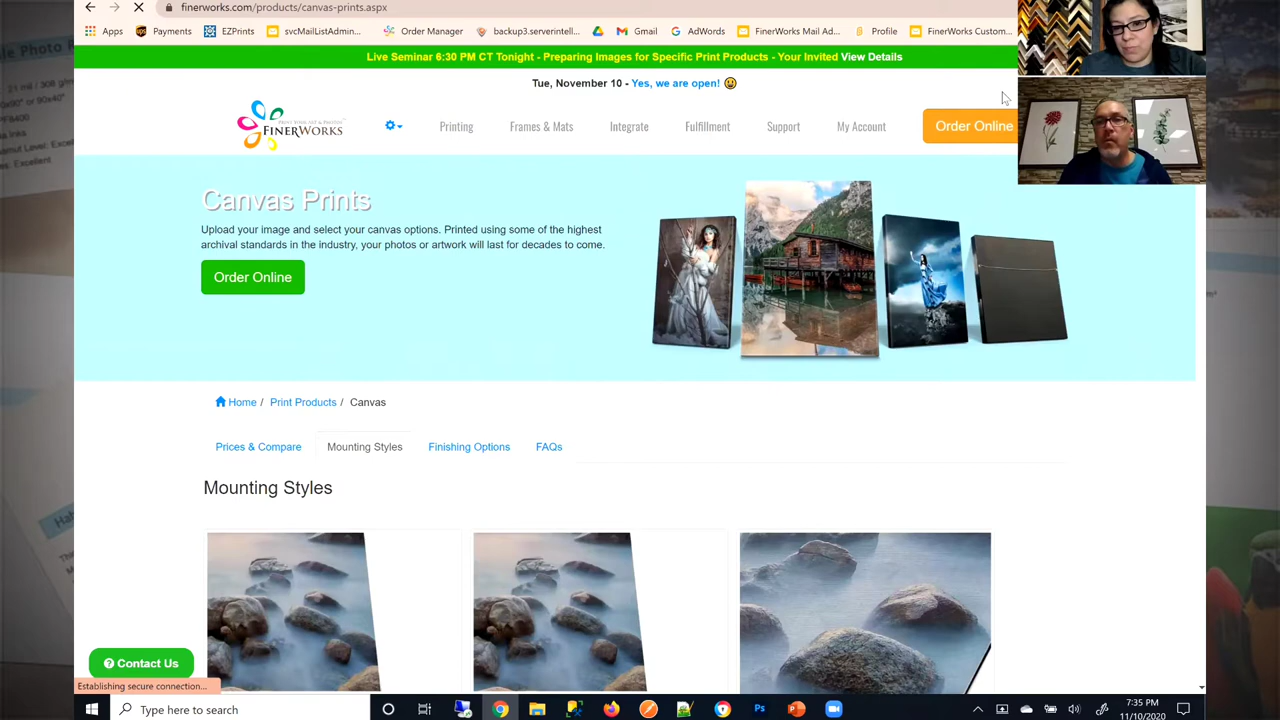 finerworks.com/products/canvas-prints.aspx
Apps Payments EZPrints svcMailListAdmin... Order Manager backup3.serverintell... Gmail AdWords FinerWorks Mail Ad... Profile FinerWorks Custom...
Live Seminar 6:30 PM CT Tonight - Preparing Images for Specific Print Products - Your Invited View Details
Tue, November 10 - Yes, we are open!
FINERWORKS
Printing Frames & Mats Integrate Fulfillment Support My Account Order Online
Canvas Prints
Upload your image and select your canvas options. Printed using some of the highest
archival standards in the industry, your photos or artwork will last for decades to come.
Order Online
Home / Print Products / Canvas
Prices & Compare Mounting Styles Finishing Options FAQs
Mounting Styles
Contact Us
Establishing secure connection...
Type here to search
7:35 PM
11/10/2020